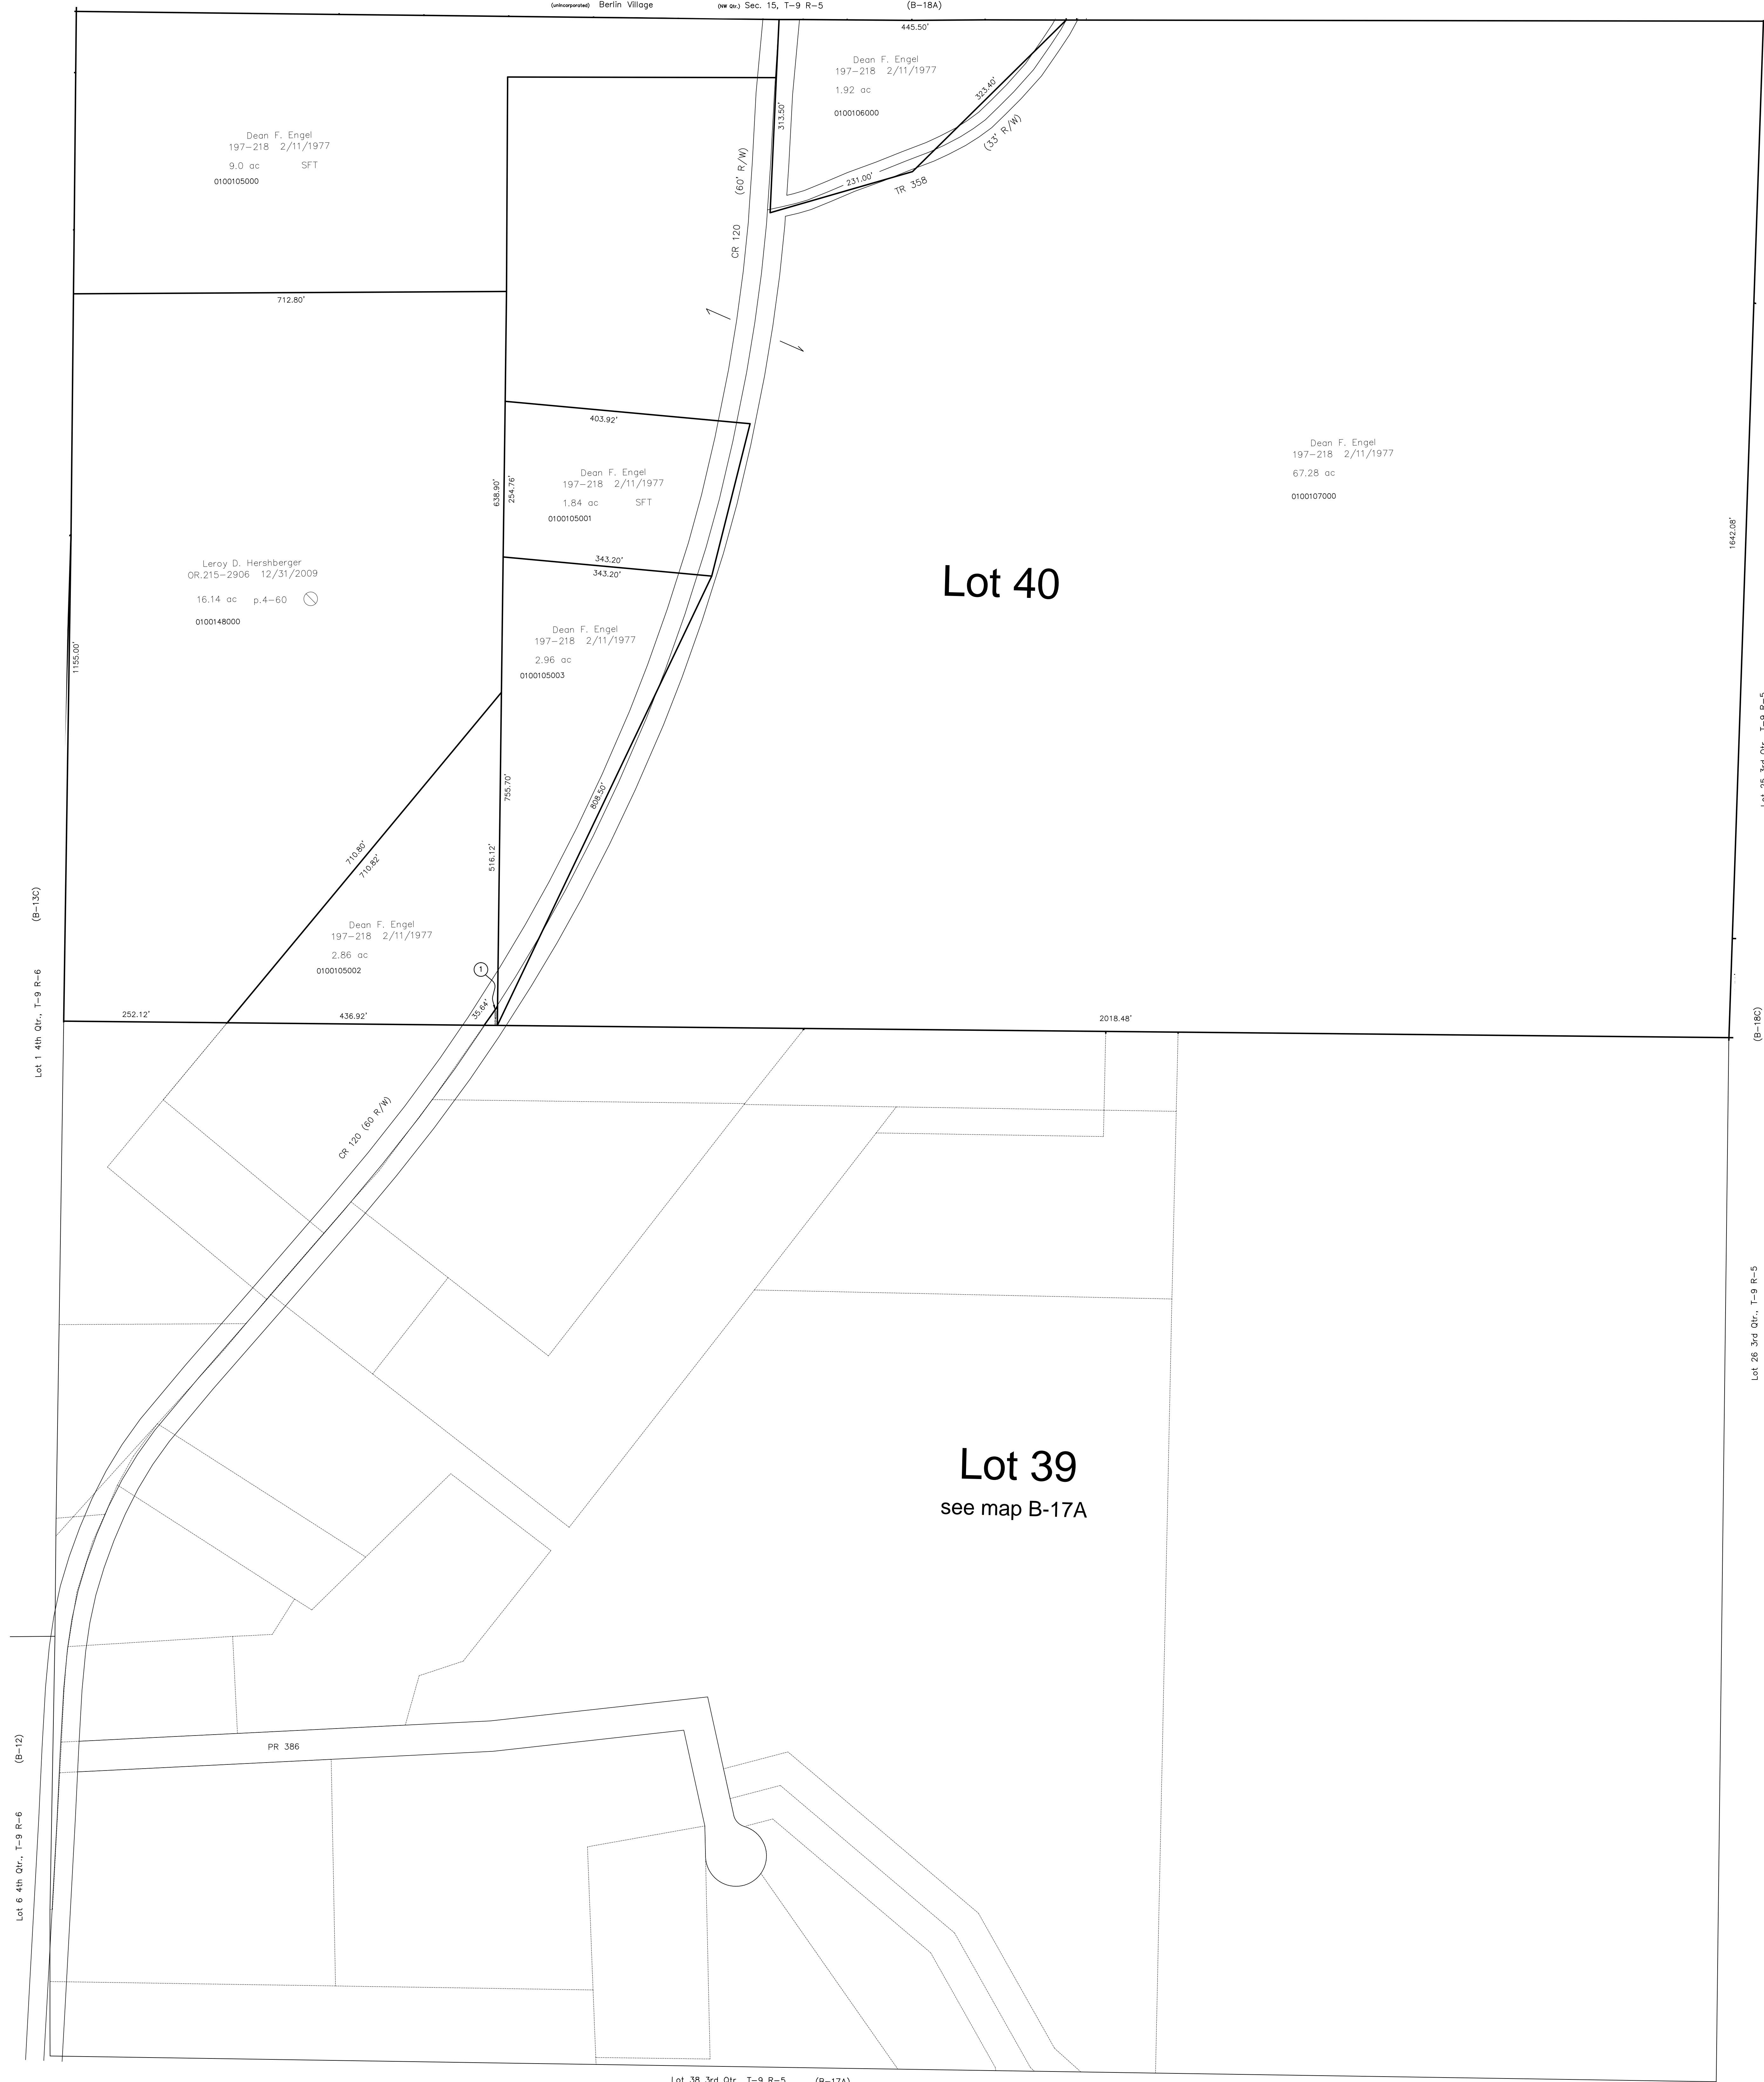 (unincorporated) Berlin Village (NW Qtr.) Sec. 15, T-9 R-5 (B-18A)
445.50'
Dean F. Engel
197-218 2/11/1977
1.92 ac
0100106000
313.50'
323.40'
(33' R/W)
231.00'
TR 358
Dean F. Engel
197-218 2/11/1977
9.0 ac SFT
0100105000
(60' R/W)
CR 120
712.80'
403.92'
Dean F. Engel
197-218 2/11/1977
1.84 ac SFT
0100105001
638.90'
254.76'
343.20'
343.20'
Dean F. Engel
197-218 2/11/1977
67.28 ac
0100107000
1642.08'
Lot 40
Leroy D. Hershberger
OR.215-2906 12/31/2009
16.14 ac p.4-60
0100148000
1155.00'
Dean F. Engel
197-218 2/11/1977
2.96 ac
0100105003
755.70'
808.50'
516.12'
710.80'
710.82'
Dean F. Engel
197-218 2/11/1977
2.86 ac
0100105002
1
35.64'
252.12'
436.92'
2018.48'
(B-13C)
Lot 1 4th Qtr., T-9 R-6
Lot 25 3rd Qtr., T-9 R-5
(B-18C)
CR 120 (60 R/W)
Lot 26 3rd Qtr., T-9 R-5
Lot 39
see map B-17A
PR 386
(B-12)
Lot 6 4th Qtr., T-9 R-6
Lot 38 3rd Qtr., T-9 R-5 (B-17A)